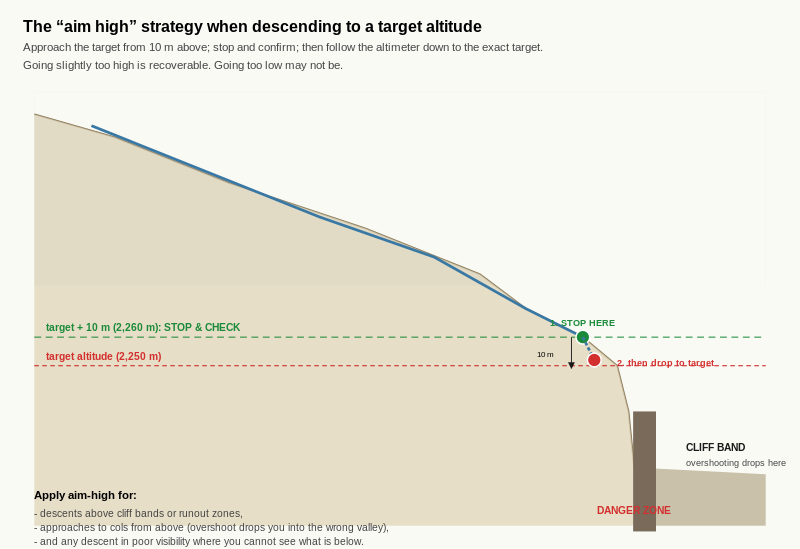 The “aim high” strategy when descending to a target altitude
Approach the target from 10 m above; stop and confirm; then follow the altimeter down to the exact target.
Going slightly too high is recoverable. Going too low may not be.
1. STOP HERE
target + 10 m (2,260 m): STOP & CHECK
10 m
target altitude (2,250 m)
2. then drop to target
CLIFF BAND
overshooting drops here
DANGER ZONE
Apply aim-high for:
- descents above cliff bands or runout zones,
- approaches to cols from above (overshoot drops you into the wrong valley),
- and any descent in poor visibility where you cannot see what is below.